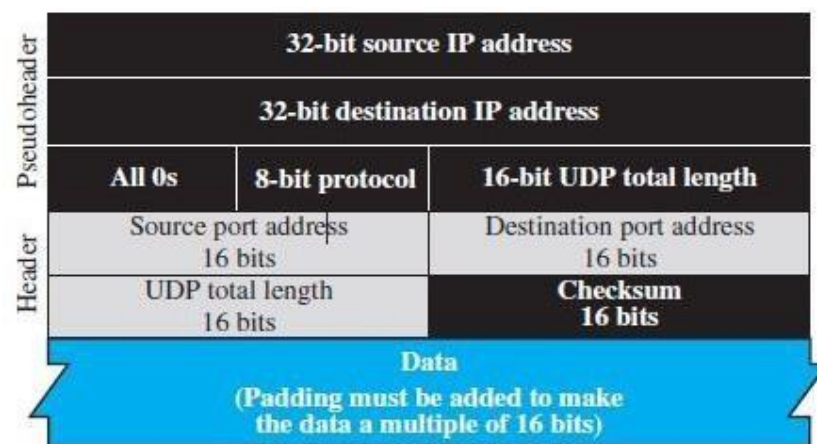 Pseudoheader
32-bit source IP address
32-bit destination IP address
All 0s 8-bit protocol 16-bit UDP total length
Header
Source port address Destination port address
16 bits 16 bits
UDP total length Checksum
16 bits 16 bits
Data
(Padding must be added to make
the data a multiple of 16 bits)